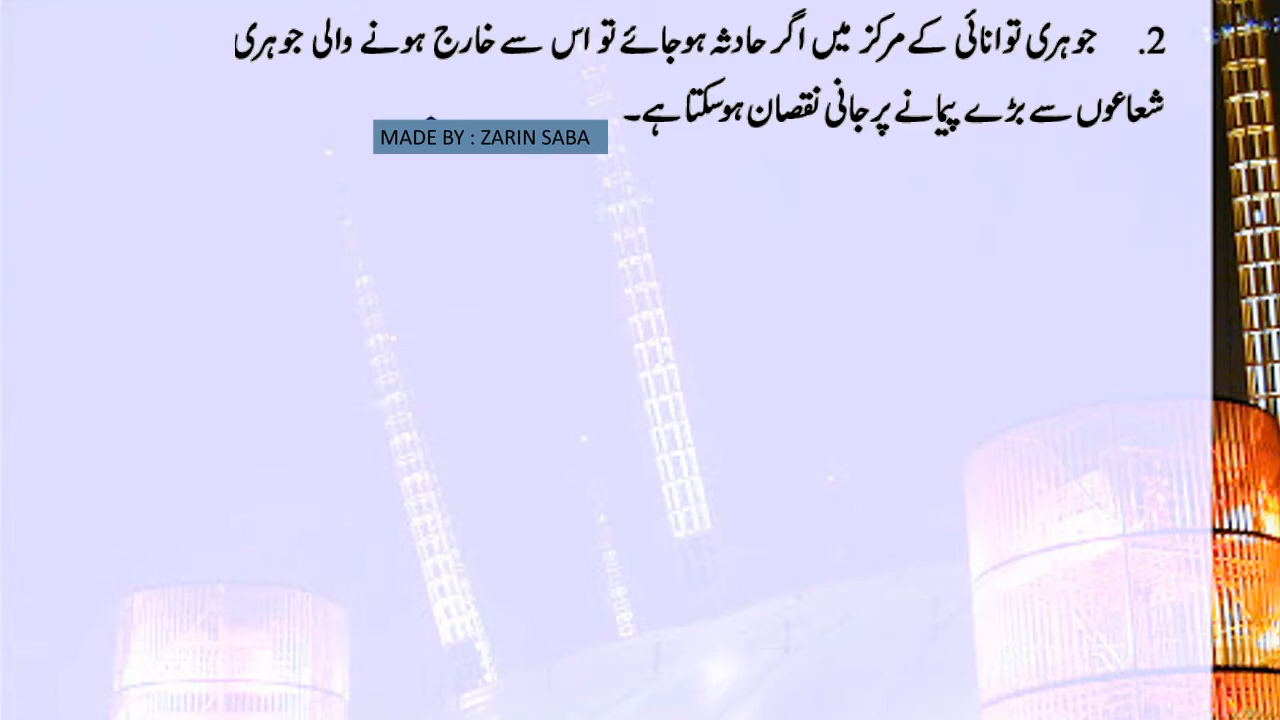 2. جوہری توانائی کے مرکز میں اگر حادثہ ہوجائے تو اس سے خارج ہونے والی جوہری
شعاعوں سے بڑے پیمانے پر جانی نقصان ہوسکتا ہے۔
MADE BY : ZARIN SABA